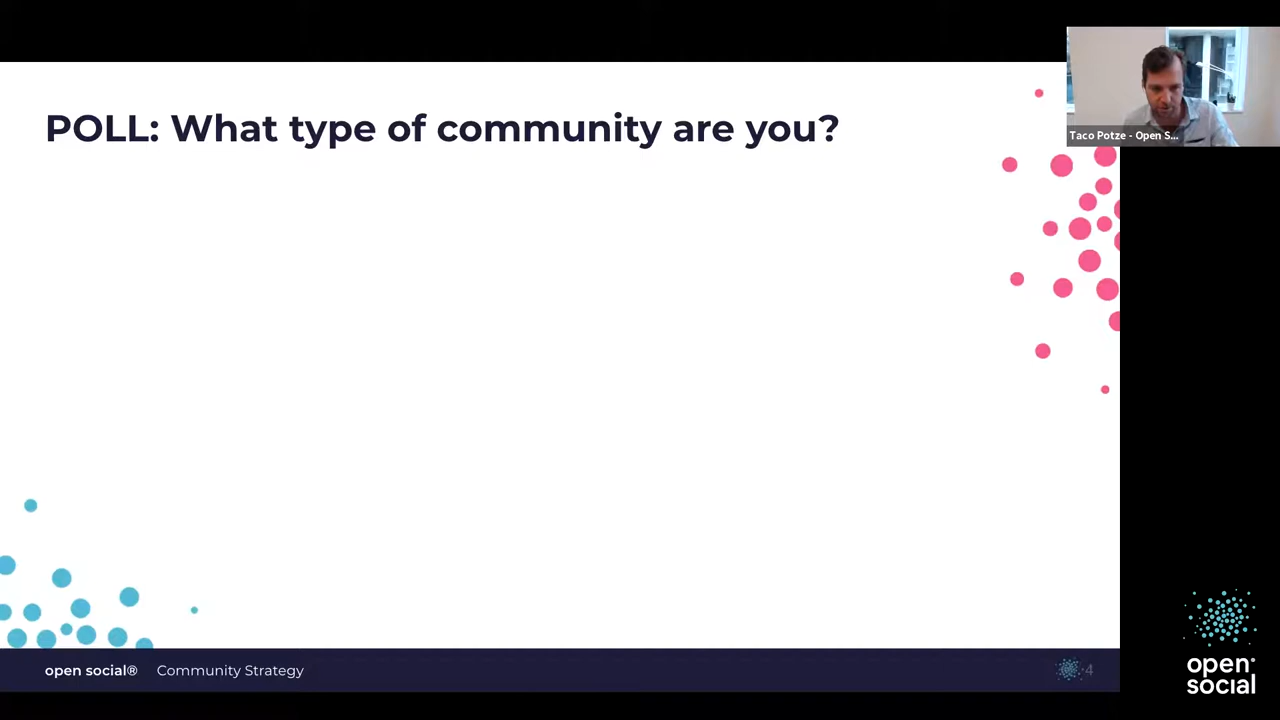 POLL: What type of community are you?
Taco Potze - Open S...
open social® Community Strategy
4
open
social